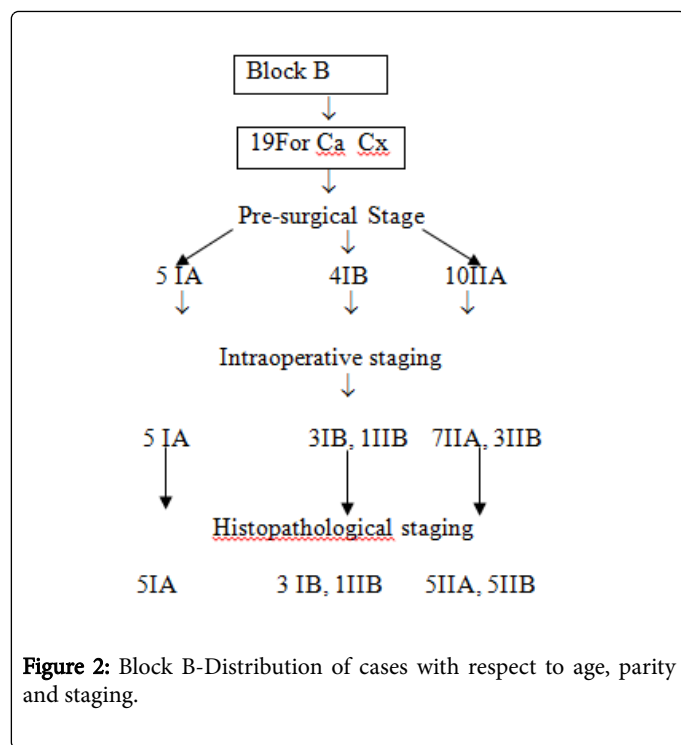 Block B
19For Ca Cx
Pre-surgical Stage
5 IA 4IB 10IIA
Intraoperative staging
5 IA 3IB, 1IIB 7IIA, 3IIB
Histopathological staging
5IA 3 IB, 1IIB 5IIA, 5IIB
Figure 2: Block B-Distribution of cases with respect to age, parity
and staging.